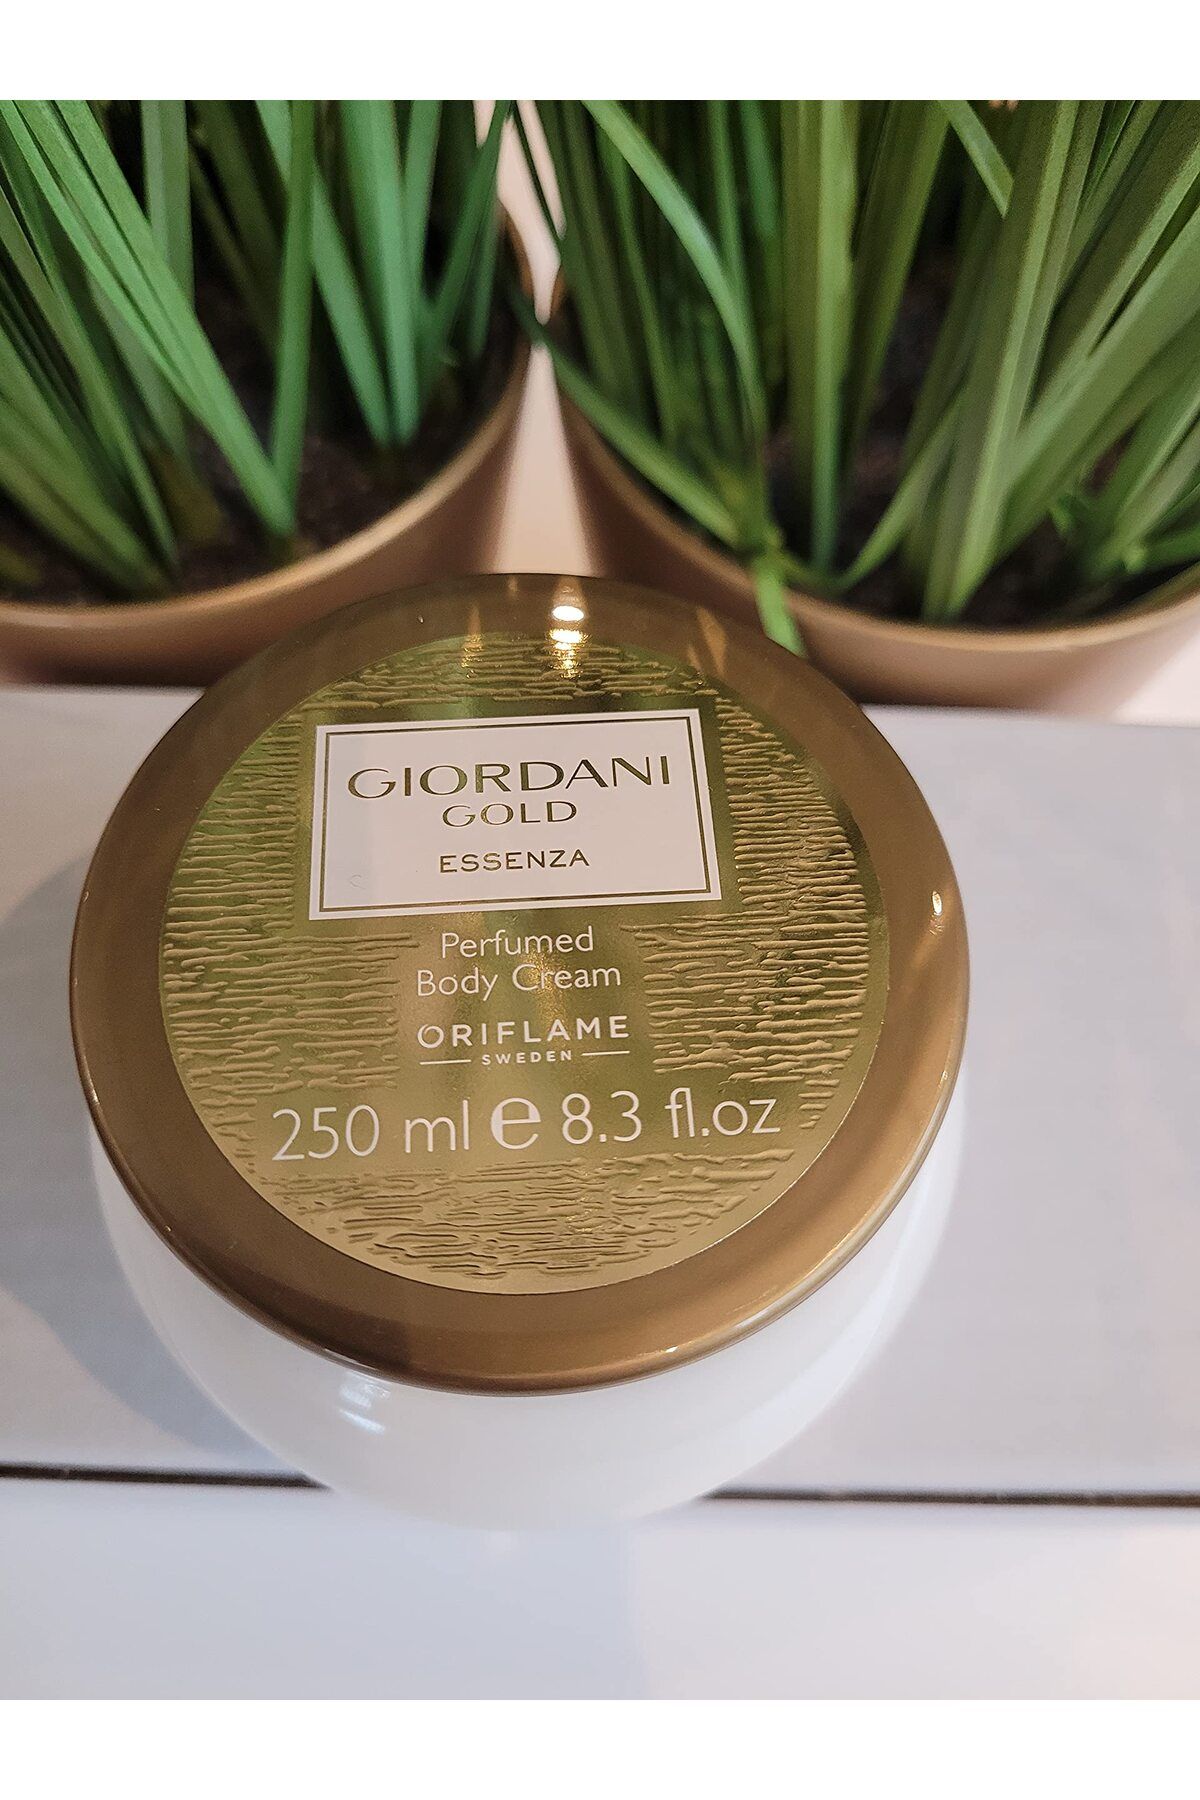 GIORDANI
GOLD
ESSENZA
Perfumed
Body Cream
ORIFLAME
SWEDEN
250 ml e 8.3 fl.oz